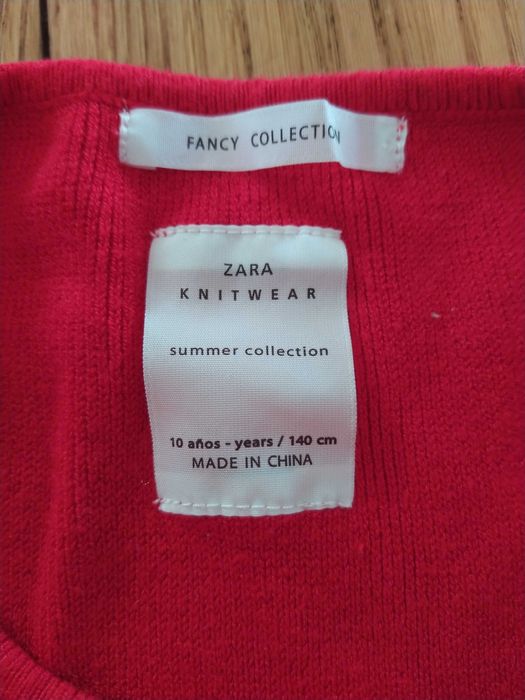 FANCY COLLECTION
ZARA
KNITWEAR
summer collection
10 años - years / 140 cm
MADE IN CHINA